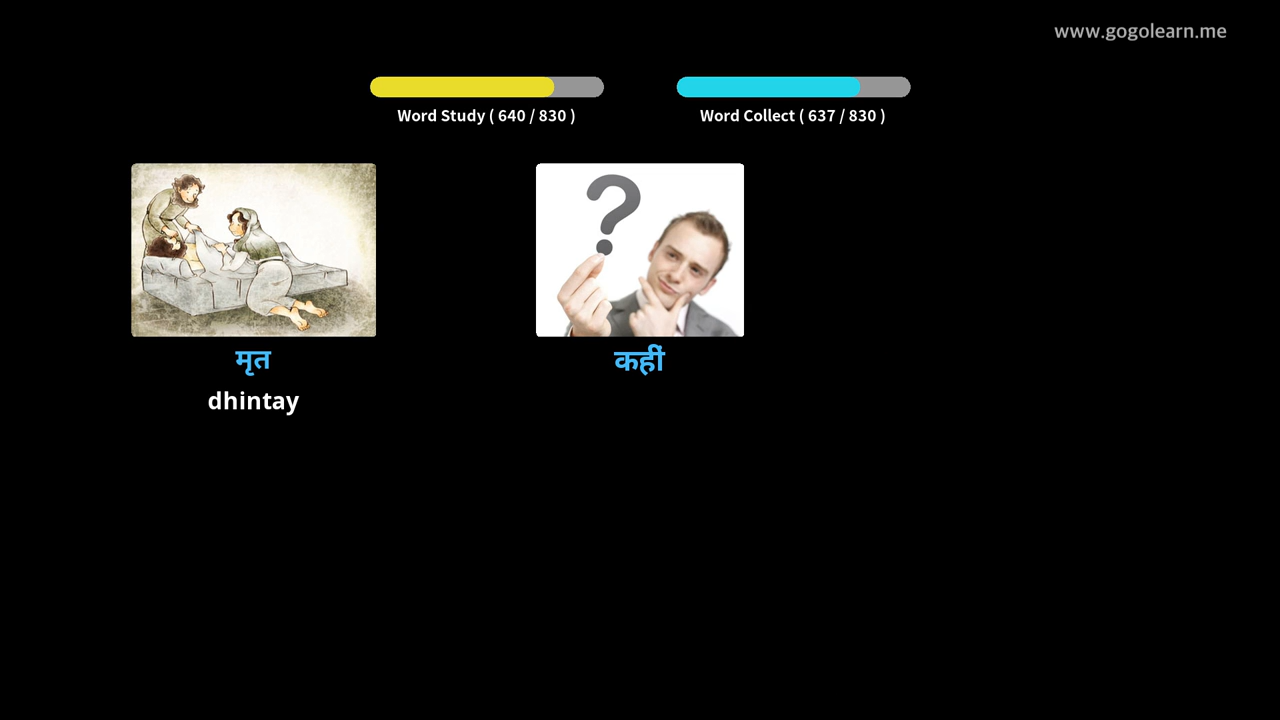 www.gogolearn.me
Word Study ( 640 / 830 )
Word Collect ( 637 / 830 )
मृत
कहीं
dhintay